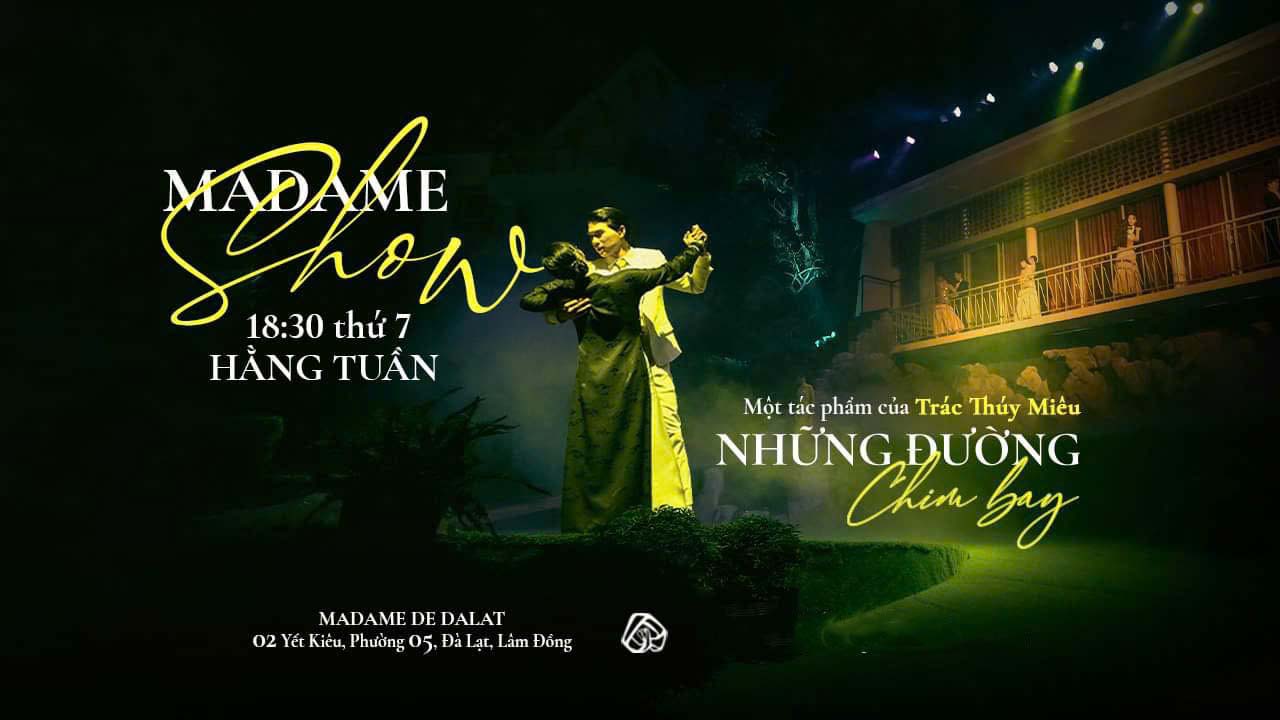 MADAME
Show
18:30 thứ 7
HẰNG TUẦN
Một tác phẩm của Trác Thúy Miêu
NHỮNG ĐƯỜNG
Chim bay
MADAME DE DALAT
02 Yết Kiêu, Phường 05, Đà Lạt, Lâm Đồng